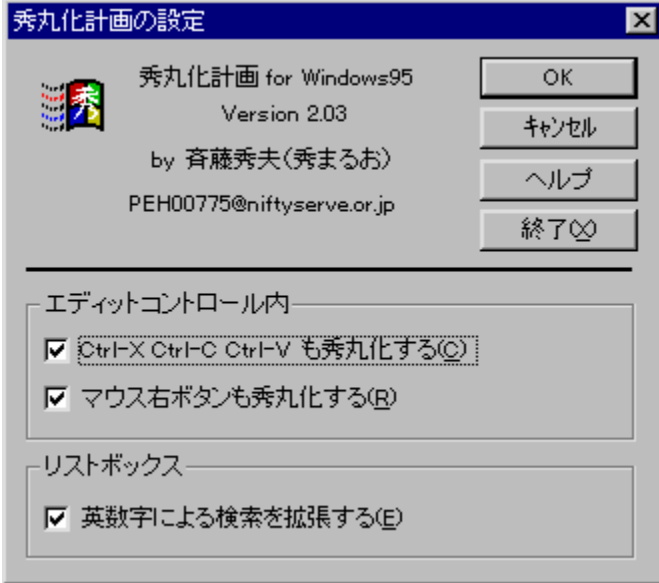 秀丸化計画の設定
秀
秀丸化計画 for Windows95
Version 2.03
by 斉藤秀夫(秀まるお)
PEH00775@niftyserve.or.jp
OK
ｷｬﾝｾﾙ
ヘルプ
終了(X)
エディットコントロール内
Ctrl-X Ctrl-C Ctrl-V も秀丸化する(C)
マウス右ボタンも秀丸化する(R)
リストボックス
英数字による検索を拡張する(E)